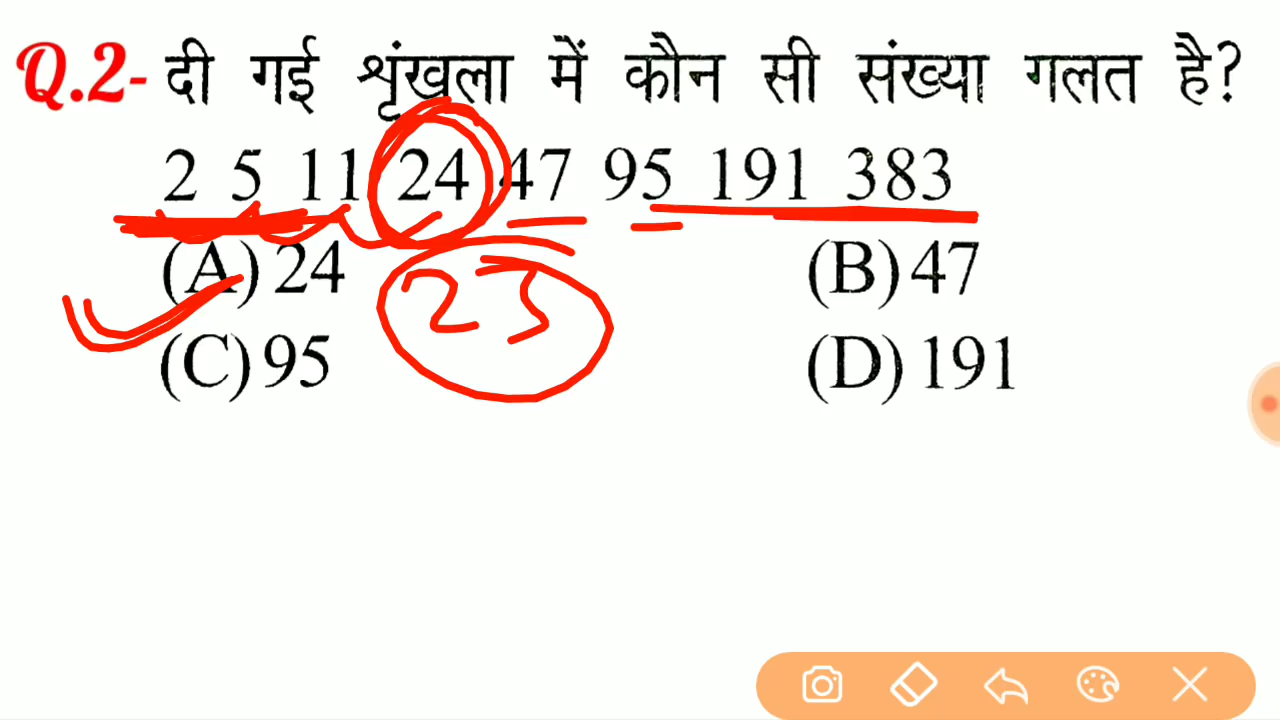 Q.2- दी गई शृंखला में कौन सी संख्या गलत है?
2 5 11 24 47 95 191 383
(A) 24 (B) 47
23
(C) 95 (D) 191